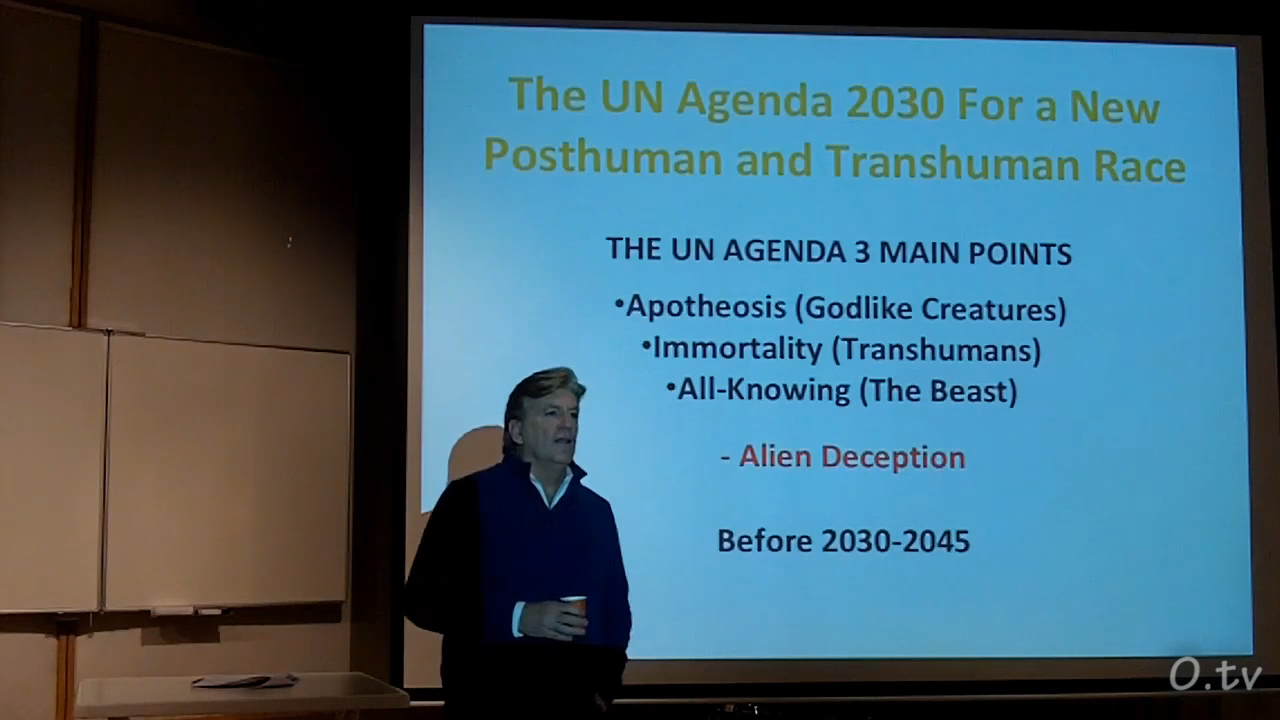 The UN Agenda 2030 For a New
Posthuman and Transhuman Race
THE UN AGENDA 3 MAIN POINTS
•Apotheosis (Godlike Creatures)
•Immortality (Transhumans)
•All-Knowing (The Beast)
- Alien Deception
Before 2030-2045
O.tv